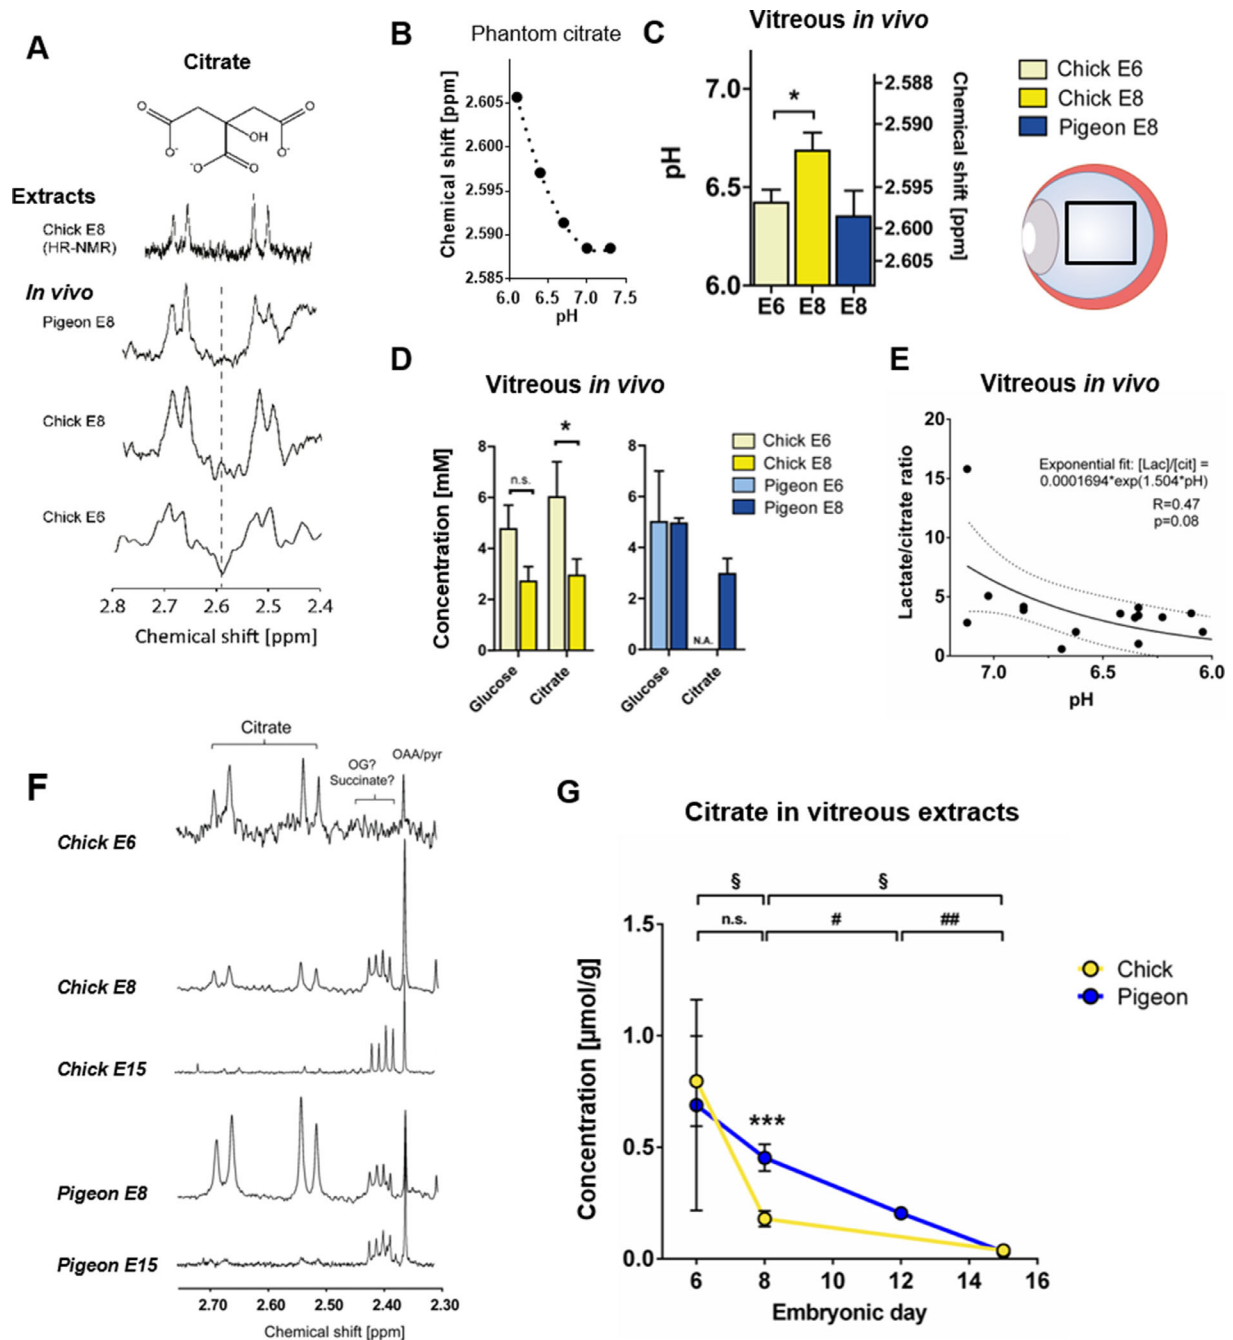 A
Citrate
O
O
OH
O-
O-
-O
O
Extracts
Chick E8
(HR-NMR)
In vivo
Pigeon E8
Chick E8
Chick E6
2.8 2.7 2.6 2.5 2.4
Chemical shift [ppm]
B
Phantom citrate
Chemical shift [ppm]
2.605
2.600
2.595
2.590
2.585
6.0 6.5 7.0 7.5
pH
C
Vitreous in vivo
pH
7.0
6.5
6.0
*
E6 E8 E8
2.588
2.590
2.595
2.600
2.605
Chemical shift [ppm]
Chick E6
Chick E8
Pigeon E8
D
Vitreous in vivo
Concentration [mM]
8
6
4
2
0
n.s.
*
Glucose
Citrate
8
6
4
2
0
N.A.
Glucose
Citrate
Chick E6
Chick E8
Pigeon E6
Pigeon E8
E
Vitreous in vivo
Lactate/citrate ratio
20
15
10
5
0
Exponential fit: [Lac]/[cit] =
0.0001694*exp(1.504*pH)
R=0.47
p=0.08
7.0 6.5 6.0
pH
F
Citrate
OG?
Succinate?
OAA/pyr
Chick E6
Chick E8
Chick E15
Pigeon E8
Pigeon E15
2.70 2.60 2.50 2.40 2.30
Chemical shift [ppm]
G
Citrate in vitreous extracts
§ §
n.s. # ##
Concentration [µmol/g]
1.5
1.0
0.5
0.0
***
6 8 10 12 14 16
Embryonic day
Chick
Pigeon